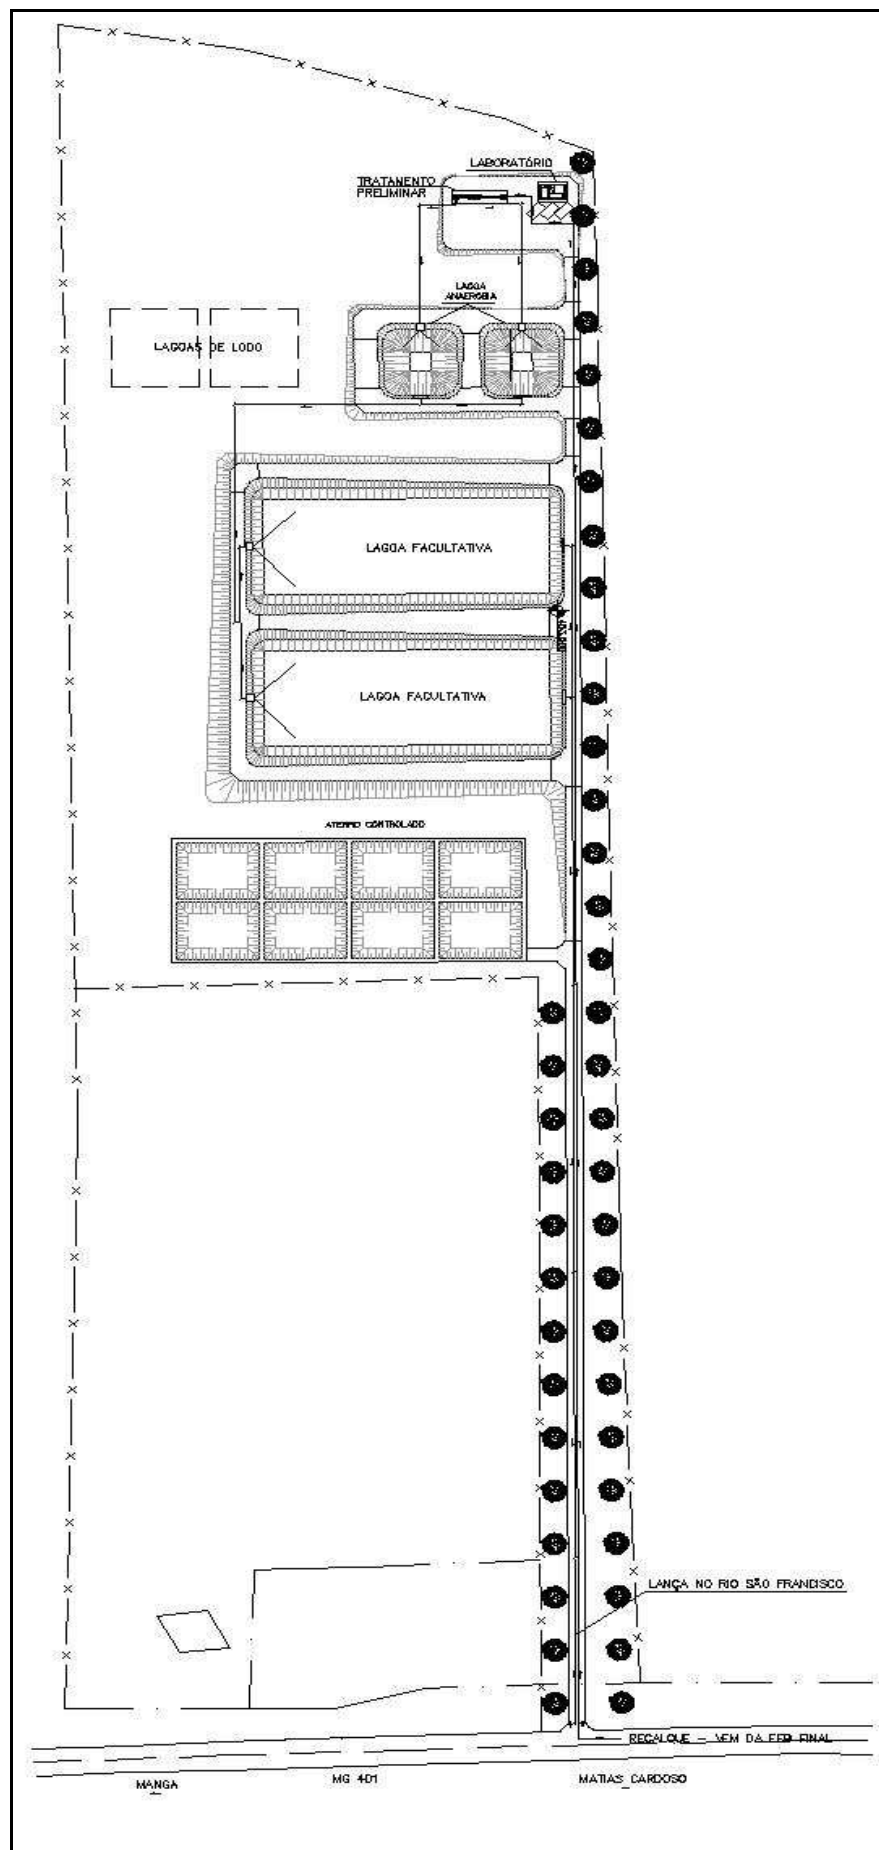 LABORATÓRIO
TRATAMENTO
PRELIMINAR
LAGOA
ANAEROBIA
LAGOAS DE LODO
LAGOA FACULTATIVA
LAGOA FACULTATIVA
ATERRO CONTROLADO
LANÇA NO RIO SÃO FRANCISCO
RECALQUE - VEM DA EEB FINAL
MANGA
MG 401
MATIAS CARDOSO